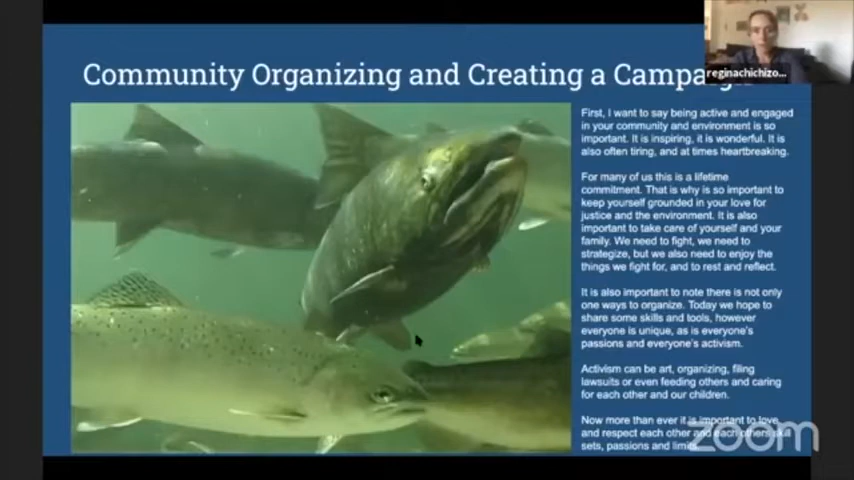 Community Organizing and Creating a Campaign
reginachichizo...
First, I want to say being active and engaged
in your community and environment is so
important. It is inspiring, it is wonderful. It is
also often tiring, and at times heartbreaking.
For many of us this is a lifetime
commitment. That is why is so important to
keep yourself grounded in your love for
justice and the environment. It is also
important to take care of yourself and your
family. We need to fight, we need to
strategize, but we also need to enjoy the
things we fight for, and to rest and reflect.
It is also important to note there is not only
one ways to organize. Today we hope to
share some skills and tools, however
everyone is unique, as is everyone's
passions and everyone's activism.
Activism can be art, organizing, filing
lawsuits or even feeding others and caring
for each other and our children.
Now more than ever it is important to love
and respect each other and each others skill
sets, passions and limits
zoom